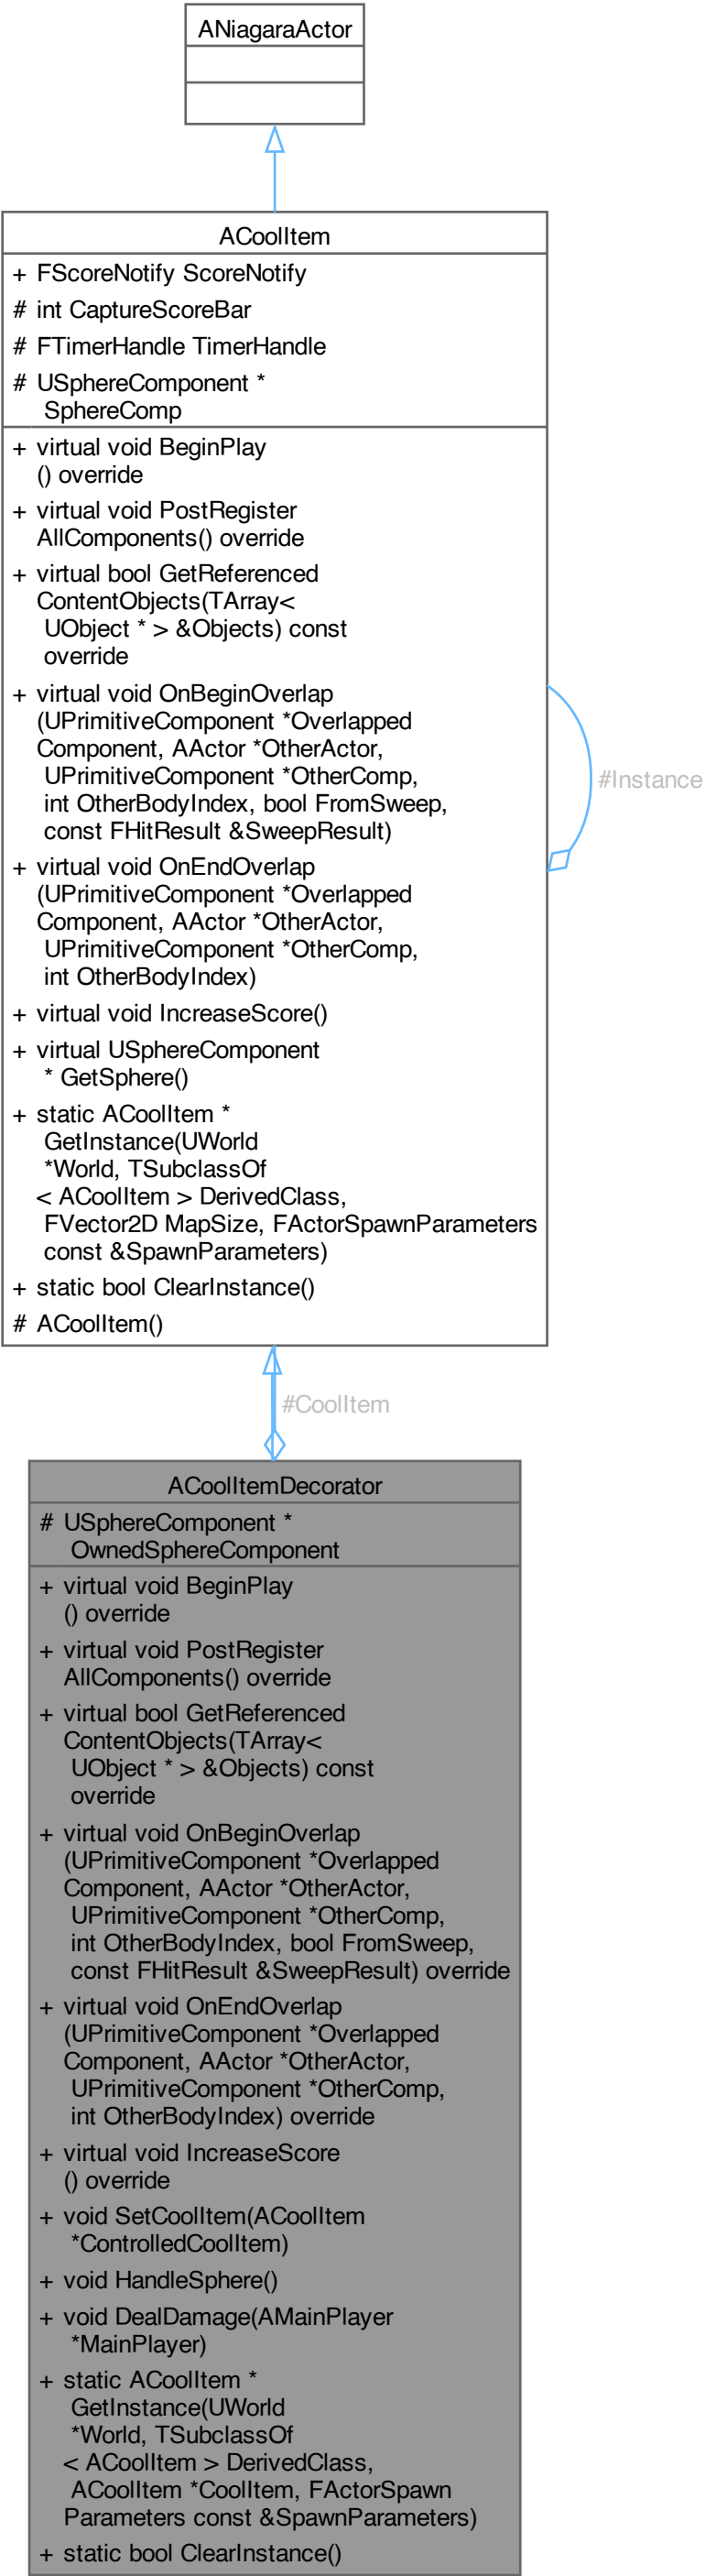 ANiagaraActor
ACoolItem
+ FScoreNotify ScoreNotify
# int CaptureScoreBar
# FTimerHandle TimerHandle
# USphereComponent *
SphereComp
+ virtual void BeginPlay
() override
+ virtual void PostRegister
AllComponents() override
+ virtual bool GetReferenced
ContentObjects(TArray<
UObject * > &Objects) const
override
+ virtual void OnBeginOverlap
(UPrimitiveComponent *Overlapped
Component, AActor *OtherActor,
UPrimitiveComponent *OtherComp,
int OtherBodyIndex, bool FromSweep,
const FHitResult &SweepResult)
+ virtual void OnEndOverlap
(UPrimitiveComponent *Overlapped
Component, AActor *OtherActor,
UPrimitiveComponent *OtherComp,
int OtherBodyIndex)
+ virtual void IncreaseScore()
+ virtual USphereComponent
* GetSphere()
+ static ACoolItem *
GetInstance(UWorld
*World, TSubclassOf
< ACoolItem > DerivedClass,
FVector2D MapSize, FActorSpawnParameters
const &SpawnParameters)
+ static bool ClearInstance()
# ACoolItem()
#Instance
#CoolItem
ACoolItemDecorator
# USphereComponent *
OwnedSphereComponent
+ virtual void BeginPlay
() override
+ virtual void PostRegister
AllComponents() override
+ virtual bool GetReferenced
ContentObjects(TArray<
UObject * > &Objects) const
override
+ virtual void OnBeginOverlap
(UPrimitiveComponent *Overlapped
Component, AActor *OtherActor,
UPrimitiveComponent *OtherComp,
int OtherBodyIndex, bool FromSweep,
const FHitResult &SweepResult) override
+ virtual void OnEndOverlap
(UPrimitiveComponent *Overlapped
Component, AActor *OtherActor,
UPrimitiveComponent *OtherComp,
int OtherBodyIndex) override
+ virtual void IncreaseScore
() override
+ void SetCoolItem(ACoolItem
*ControlledCoolItem)
+ void HandleSphere()
+ void DealDamage(AMainPlayer
*MainPlayer)
+ static ACoolItem *
GetInstance(UWorld
*World, TSubclassOf
< ACoolItem > DerivedClass,
ACoolItem *CoolItem, FActorSpawn
Parameters const &SpawnParameters)
+ static bool ClearInstance()